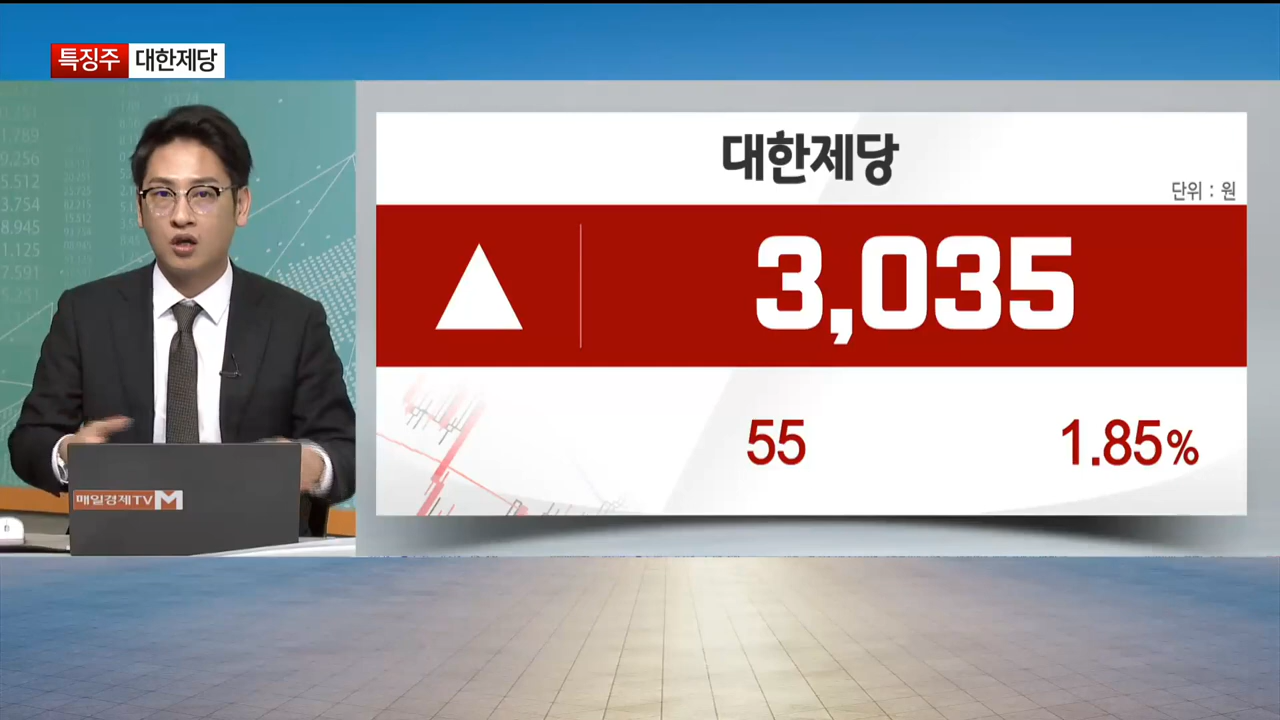 특징주 대한제당
대한제당
단위 : 원
▲ 3,035
55 1.85%
매일경제TV M